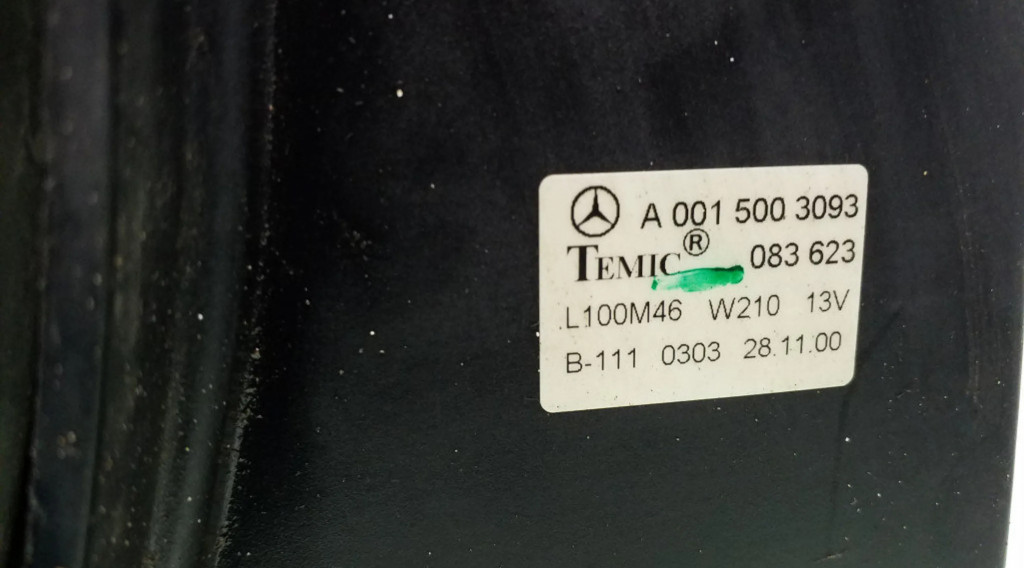 A 001 500 3093
TEMIC® 083 623
L100M46 W210 13V
B-111 0303 28.11.00